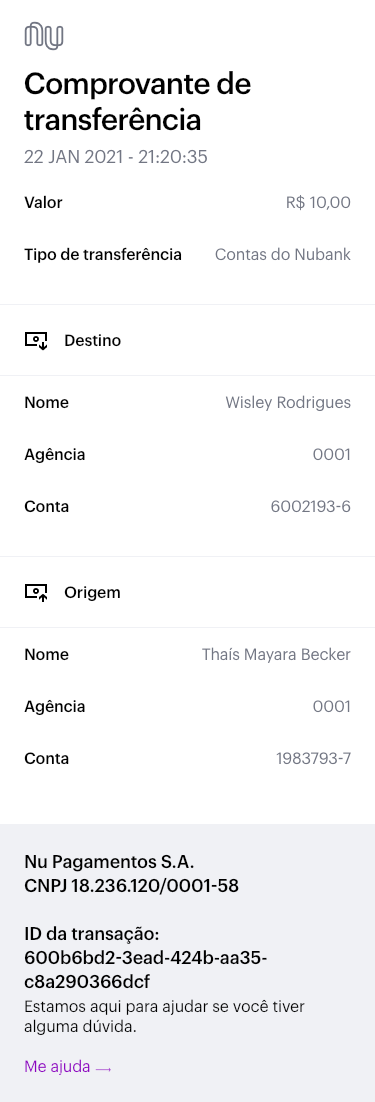 nu
Comprovante de
transferência
22 JAN 2021 - 21:20:35
Valor R$ 10,00
Tipo de transferência Contas do Nubank
Destino
Nome Wisley Rodrigues
Agência 0001
Conta 6002193-6
Origem
Nome Thaís Mayara Becker
Agência 0001
Conta 1983793-7
Nu Pagamentos S.A.
CNPJ 18.236.120/0001-58
ID da transação:
600b6bd2-3ead-424b-aa35-
c8a290366dcf
Estamos aqui para ajudar se você tiver
alguma dúvida.
Me ajuda →